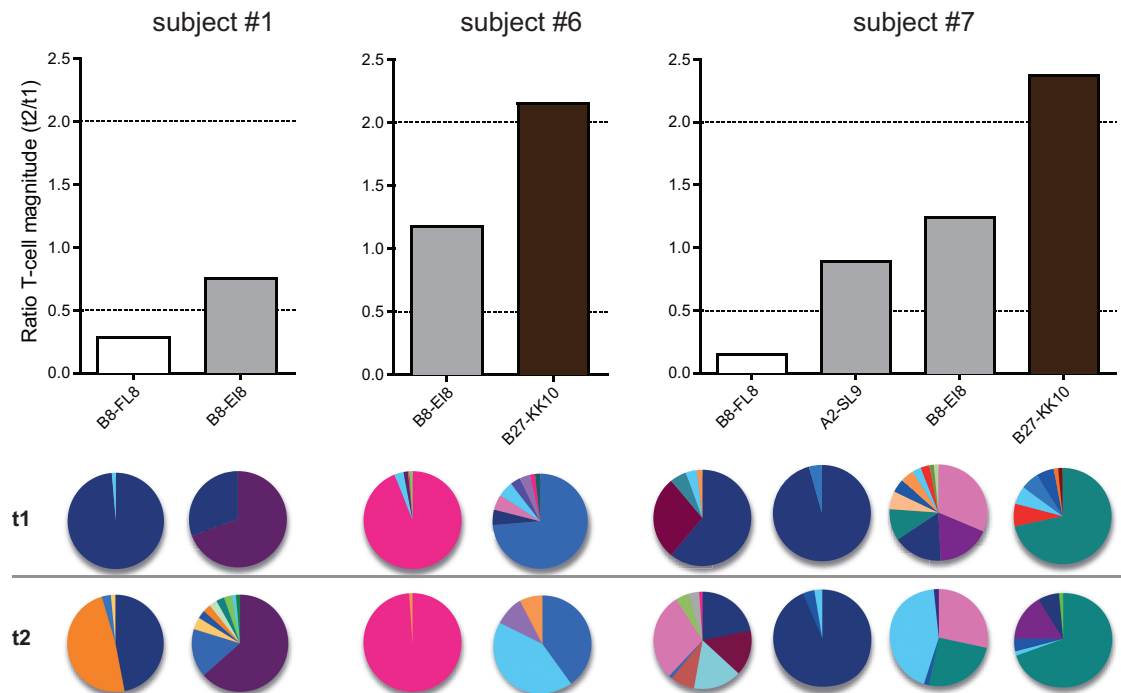 subject #1
subject #6
subject #7
Ratio T-cell magnitude (t2/t1)
2.5
2.0
1.5
1.0
0.5
0.0
B8-FL8
B8-EI8
2.5
2.0
1.5
1.0
0.5
0.0
B8-EI8
B27-KK10
2.5
2.0
1.5
1.0
0.5
0.0
B8-FL8
A2-SL9
B8-EI8
B27-KK10
t1
t2